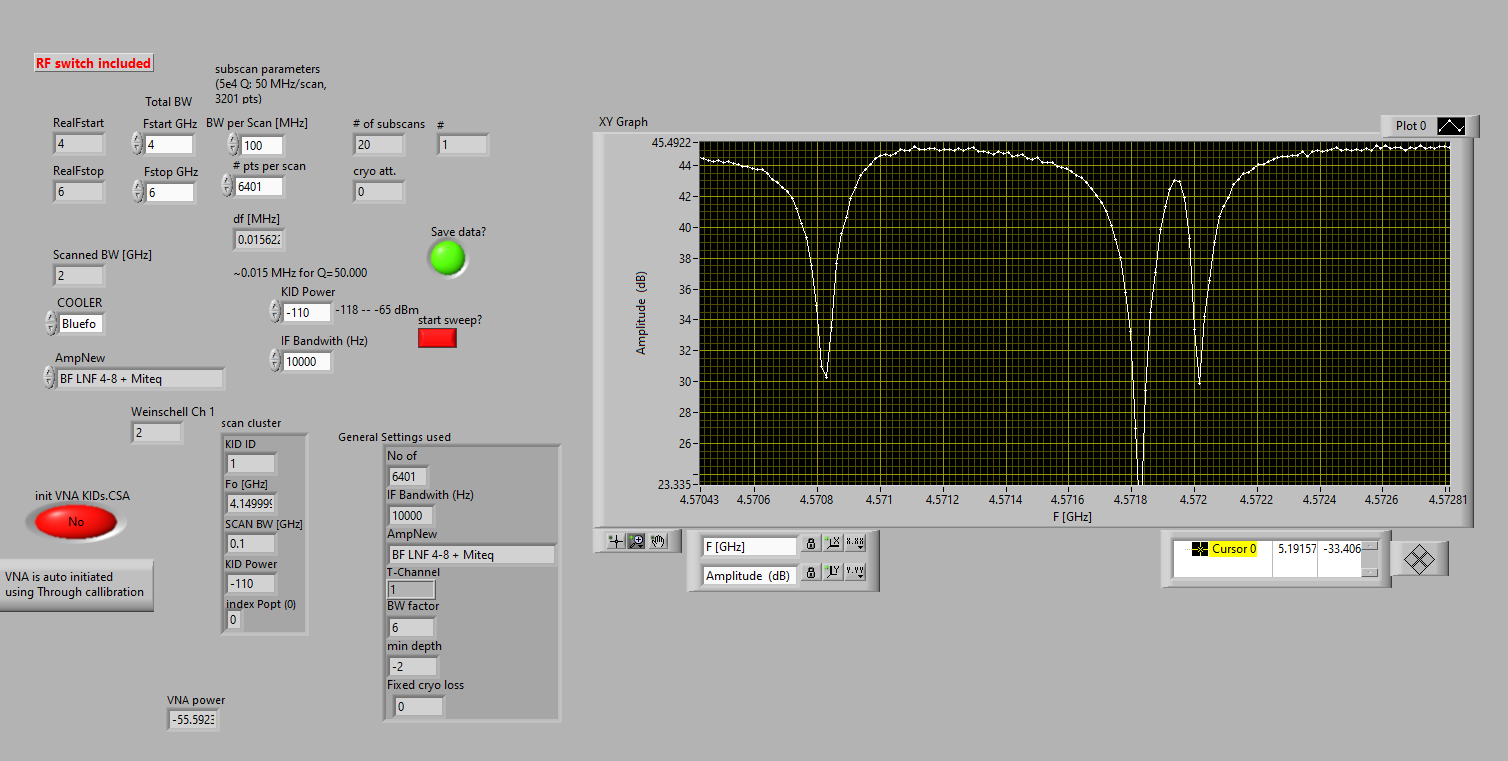 RF switch included
subscan parameters
(5e4 Q: 50 MHz/scan,
3201 pts)
Total BW
RealFstart
4
Fstart GHz
4
BW per Scan [MHz]
100
# of subscans
20
#
1
RealFstop
6
Fstop GHz
6
# pts per scan
6401
cryo att.
0
df [MHz]
0.01562
Save data?
Scanned BW [GHz]
2
~0.015 MHz for Q=50.000
KID Power
-110
-118 -- -65 dBm
COOLER
Bluefo
start sweep?
IF Bandwith (Hz)
10000
AmpNew
BF LNF 4-8 + Miteq
Weinschell Ch 1
2
scan cluster
KID ID
1
Fo [GHz]
4.149999
SCAN BW [GHz]
0.1
KID Power
-110
index Popt (0)
0
General Settings used
No of
6401
IF Bandwith (Hz)
10000
AmpNew
BF LNF 4-8 + Miteq
T-Channel
1
BW factor
6
min depth
-2
Fixed cryo loss
0
init VNA KIDs.CSA
No
VNA is auto initiated
using Through callibration
VNA power
-55.5923
XY Graph
Plot 0
45.4922
44
42
40
38
36
34
32
30
28
26
23.335
Amplitude (dB)
4.57043
4.5706
4.5708
4.571
4.5712
4.5714
4.5716
4.5718
4.572
4.5722
4.5724
4.5726
4.57281
F [GHz]
F [GHz]
X.XX
Amplitude (dB)
Y.YY
Cursor 0
5.19157
-33.406